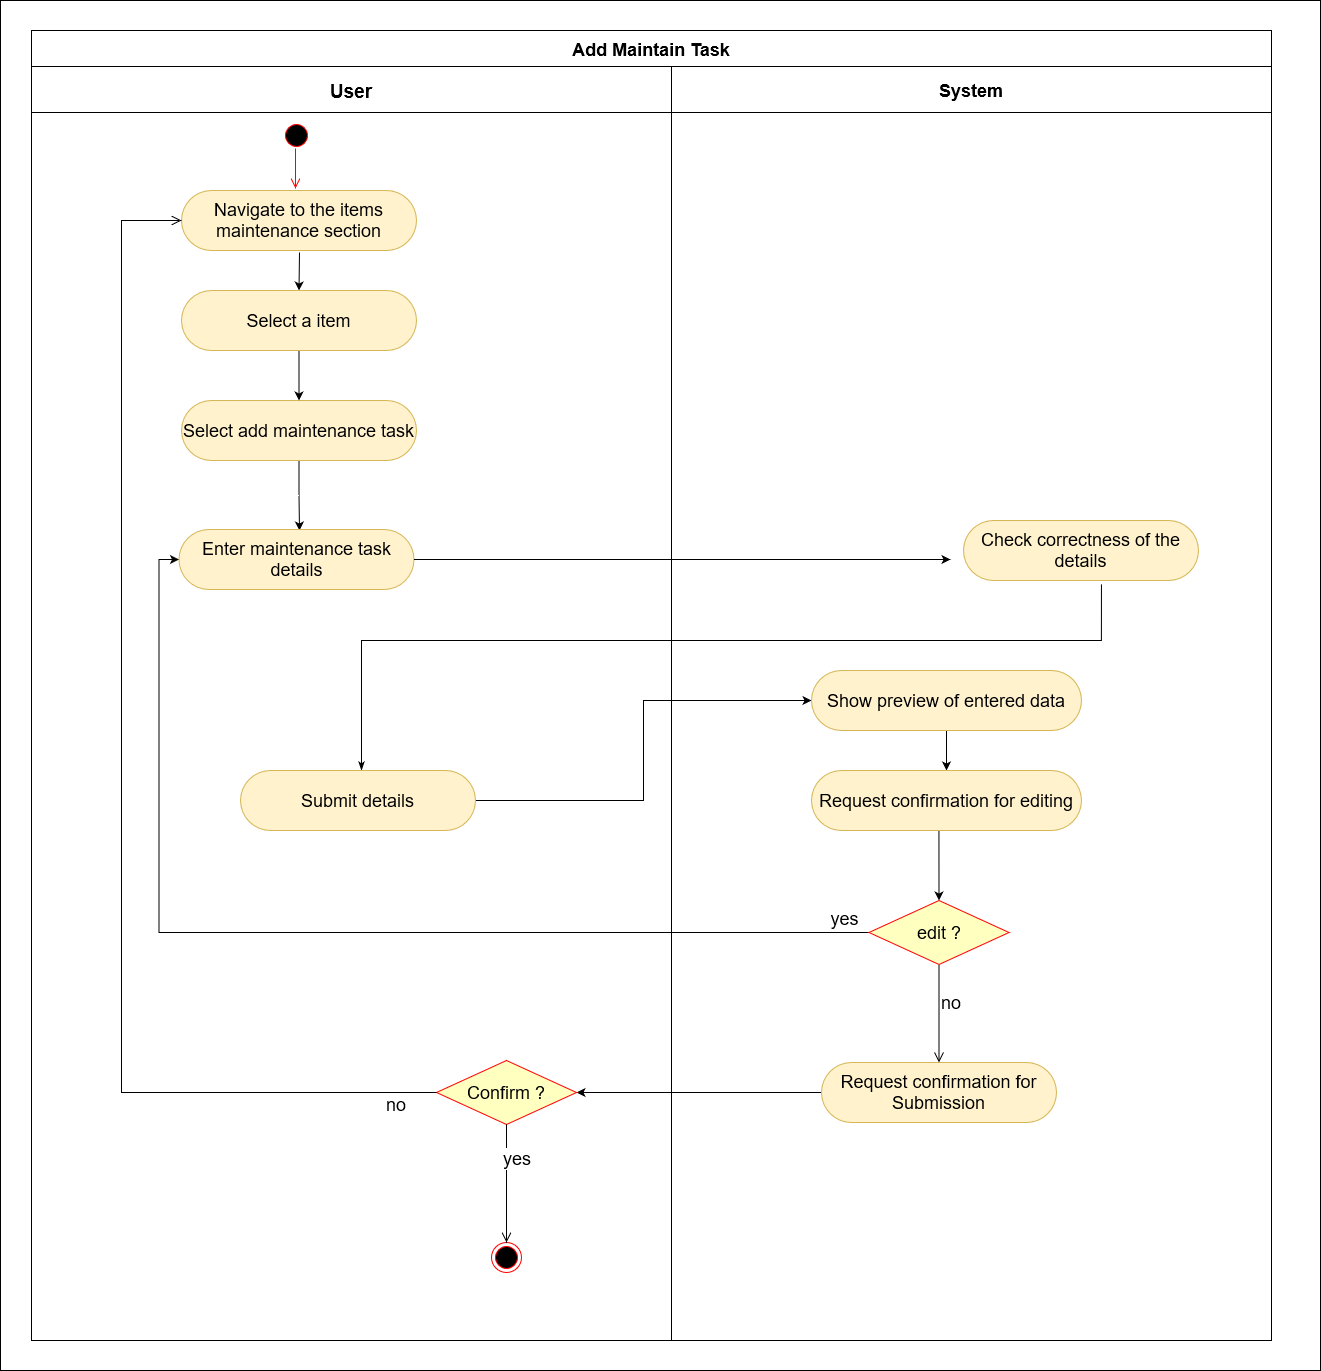 Add Maintain Task
User
System
Navigate to the items
maintenance section
Select a item
Select add maintenance task
Enter maintenance task
details
Check correctness of the
details
Show preview of entered data
Submit details
Request confirmation for editing
yes
edit ?
no
Request confirmation for
Submission
Confirm ?
no
yes